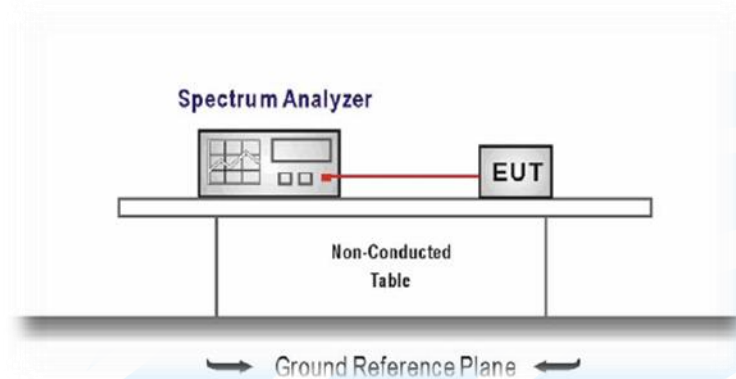 Spectrum Analyzer
EUT
Non-Conducted
Table
Ground Reference Plane